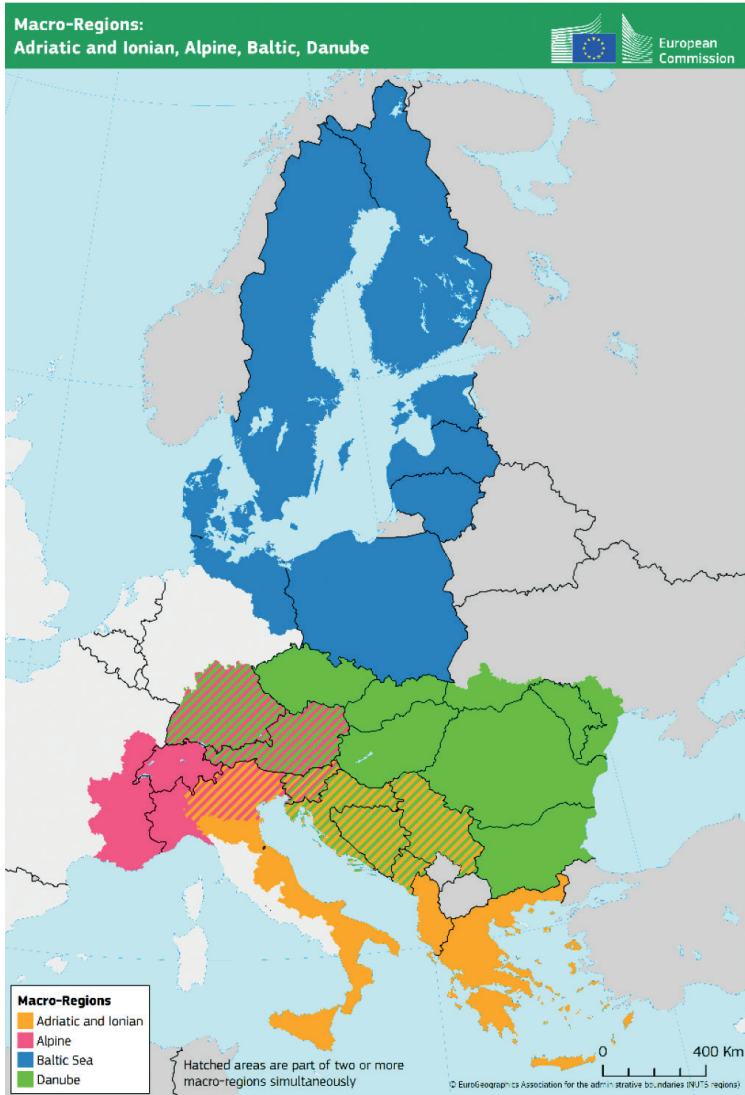 Macro-Regions:
Adriatic and Ionian, Alpine, Baltic, Danube
European
Commission
Macro-Regions
Adriatic and Ionian
Alpine
Baltic Sea
Danube
Hatched areas are part of two or more
macro-regions simultaneously
0 400 Km
© EuroGeographics Association for the administrative boundaries (NUTS regions)